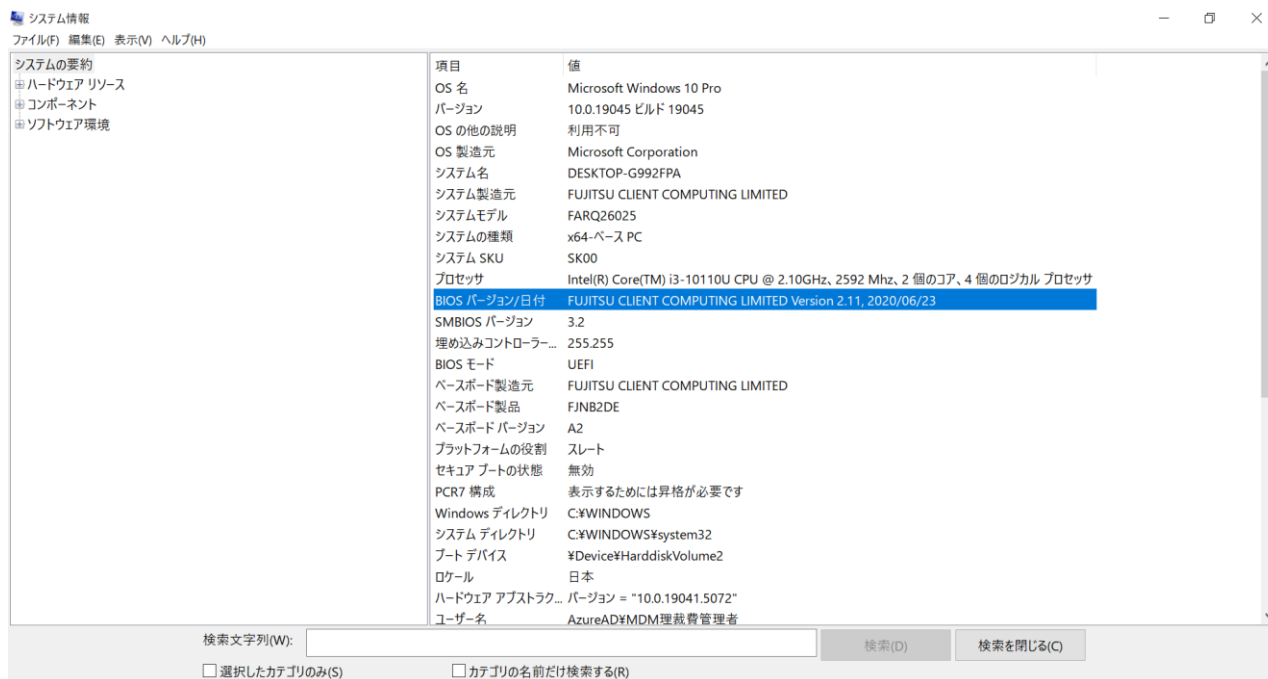 システム情報
ファイル(F) 編集(E) 表示(V) ヘルプ(H)
システムの要約
ハードウェア リソース
コンポーネント
ソフトウェア環境
項目 値
OS 名 Microsoft Windows 10 Pro
バージョン 10.0.19045 ビルド 19045
OS の他の説明 利用不可
OS 製造元 Microsoft Corporation
システム名 DESKTOP-G992FPA
システム製造元 FUJITSU CLIENT COMPUTING LIMITED
システムモデル FARQ26025
システムの種類 x64-ベース PC
システム SKU SK00
プロセッサ Intel(R) Core(TM) i3-10110U CPU @ 2.10GHz、2592 Mhz、2 個のコア、4 個のロジカル プロセッサ
BIOS バージョン/日付 FUJITSU CLIENT COMPUTING LIMITED Version 2.11, 2020/06/23
SMBIOS バージョン 3.2
埋め込みコントローラー... 255.255
BIOS モード UEFI
ベースボード製造元 FUJITSU CLIENT COMPUTING LIMITED
ベースボード製品 FJNB2DE
ベースボード バージョン A2
プラットフォームの役割 スレート
セキュア ブートの状態 無効
PCR7 構成 表示するためには昇格が必要です
Windows ディレクトリ C:¥WINDOWS
システム ディレクトリ C:¥WINDOWS¥system32
ブート デバイス ¥Device¥HarddiskVolume2
ロケール 日本
ハードウェア アブストラク... バージョン = "10.0.19041.5072"
ユーザー名 AzureAD¥MDM理裁費管理者
検索文字列(W): 検索(D) 検索を閉じる(C)
選択したカテゴリのみ(S) カテゴリの名前だけ検索する(R)